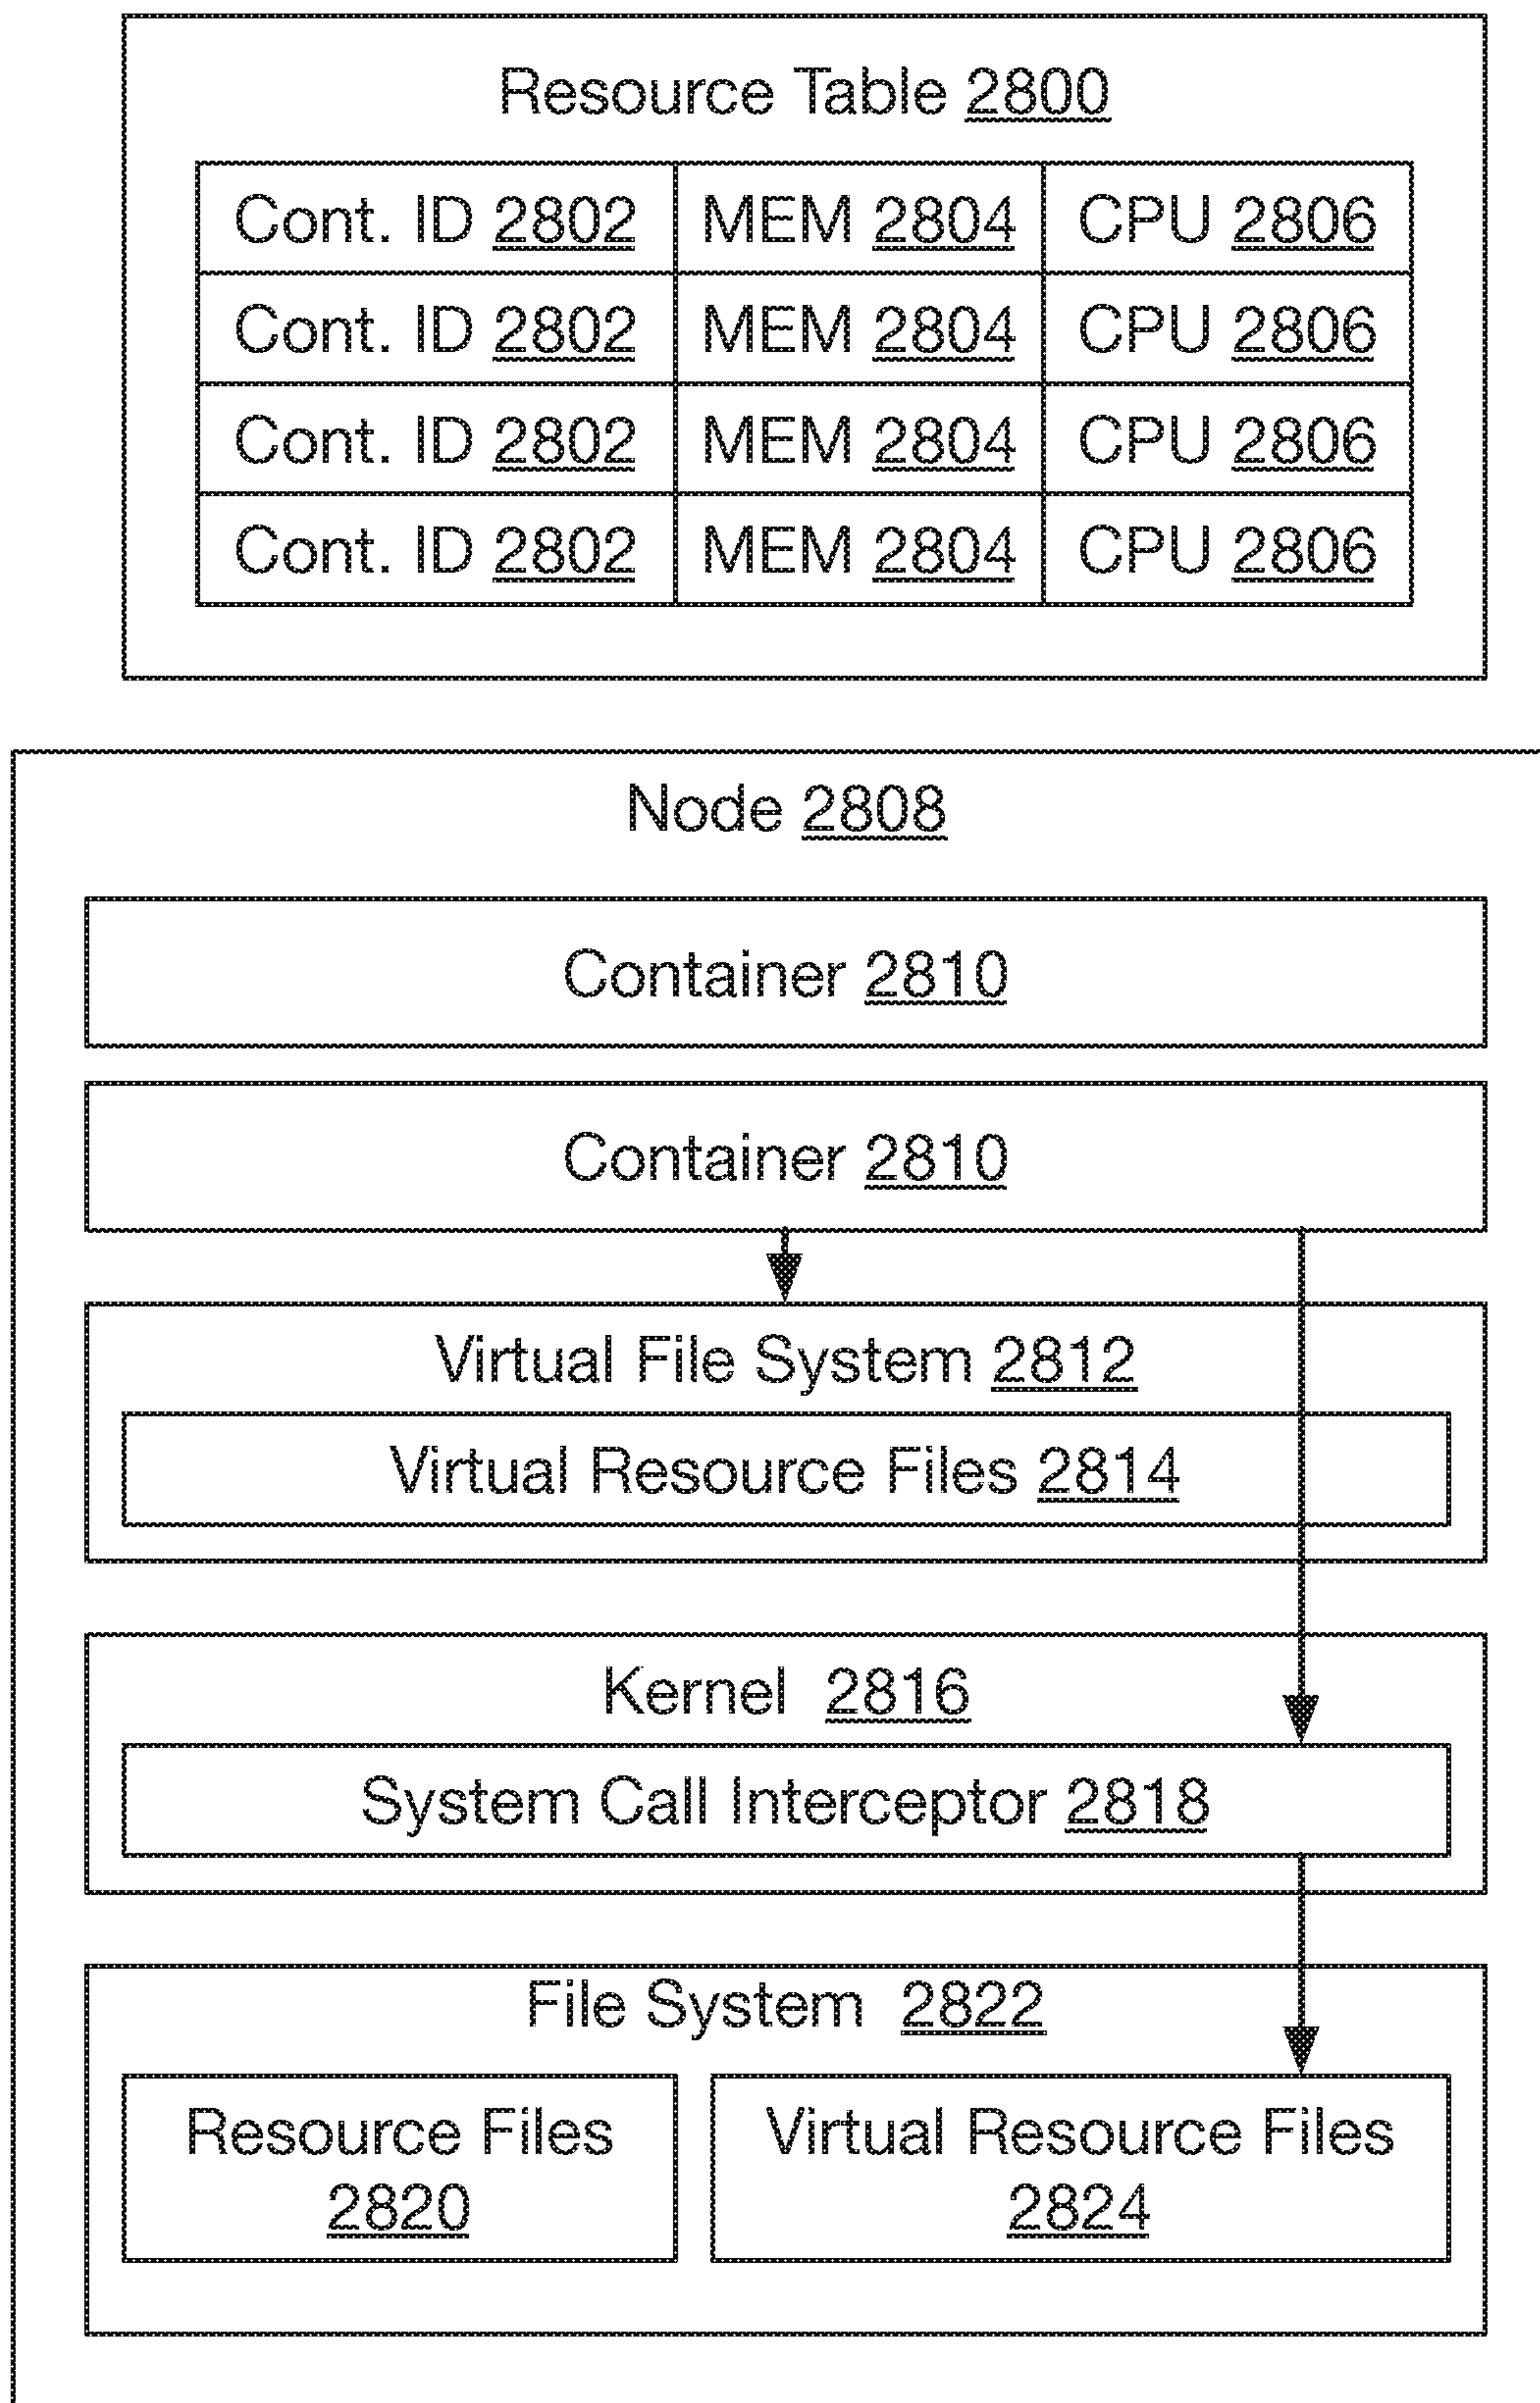 Resource Table 2800
Cont. ID 2802 MEM 2804 CPU 2806
Cont. ID 2802 MEM 2804 CPU 2806
Cont. ID 2802 MEM 2804 CPU 2806
Cont. ID 2802 MEM 2804 CPU 2806
Node 2808
Container 2810
Container 2810
Virtual File System 2812
Virtual Resource Files 2814
Kernel 2816
System Call Interceptor 2818
File System 2822
Resource Files
2820
Virtual Resource Files
2824